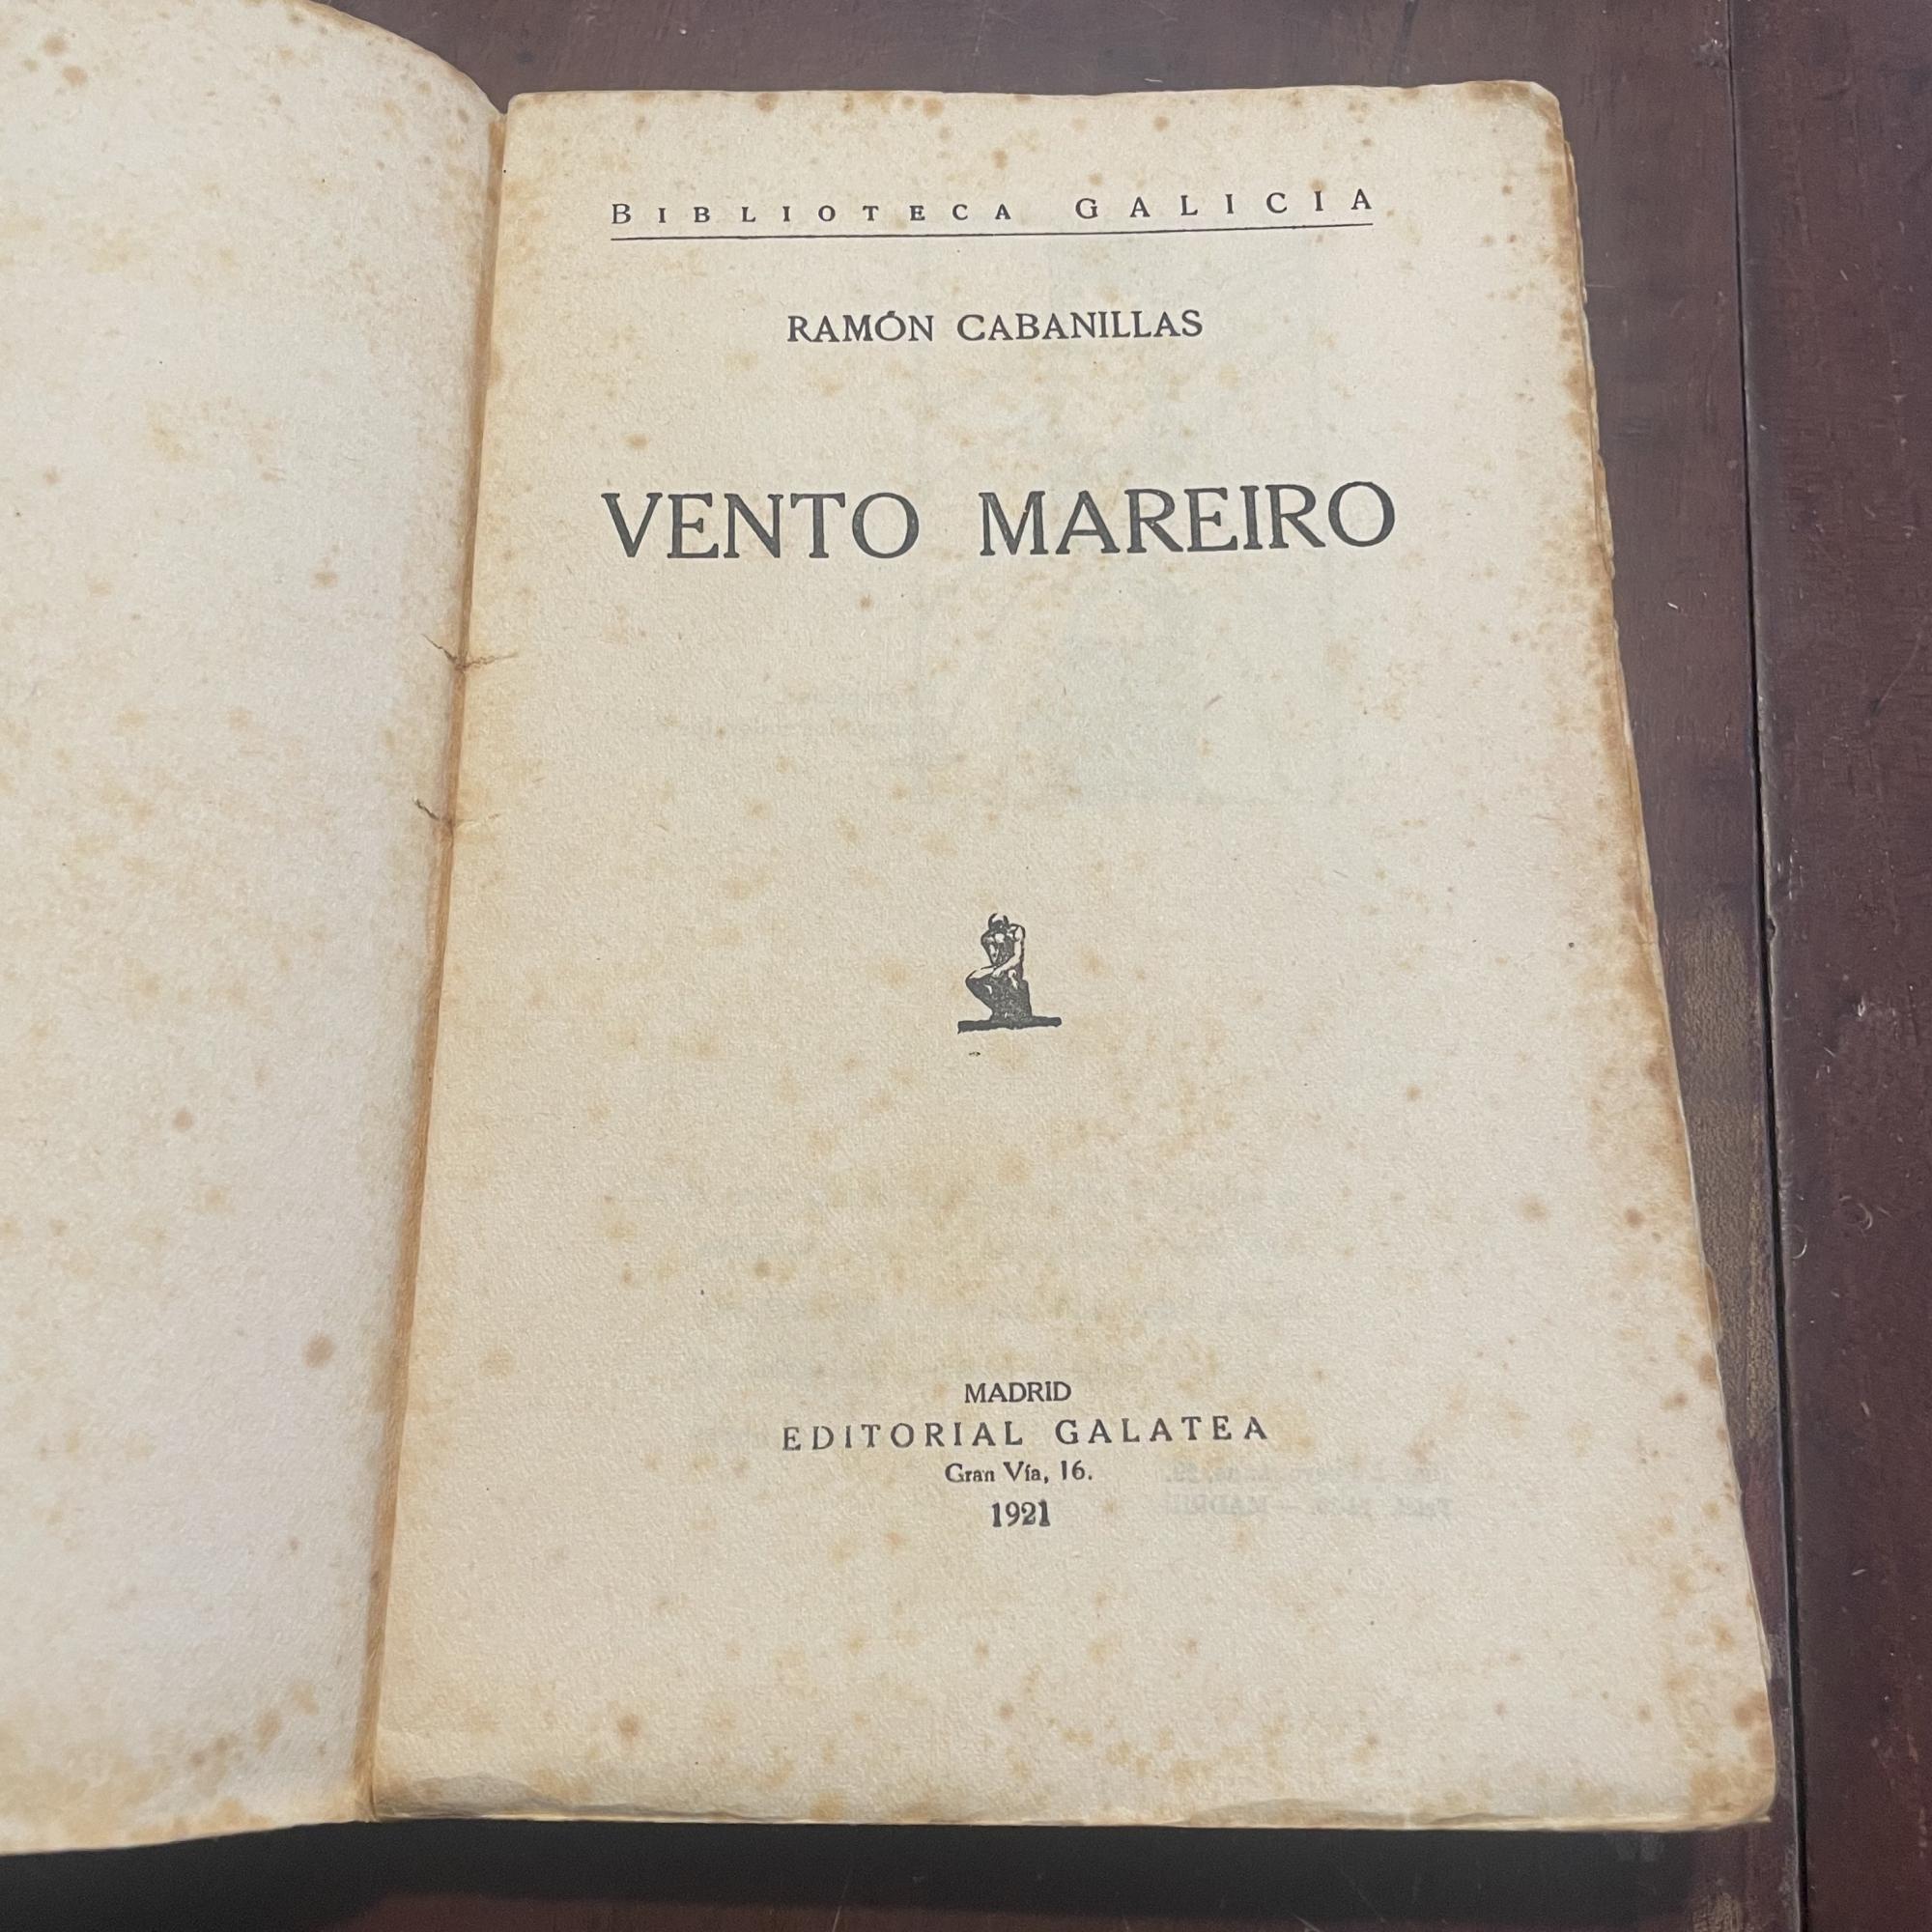 BIBLIOTECA GALICIA
RAMÓN CABANILLAS
VENTO MAREIRO
MADRID
EDITORIAL GALATEA
Gran Vía, 16.
1921